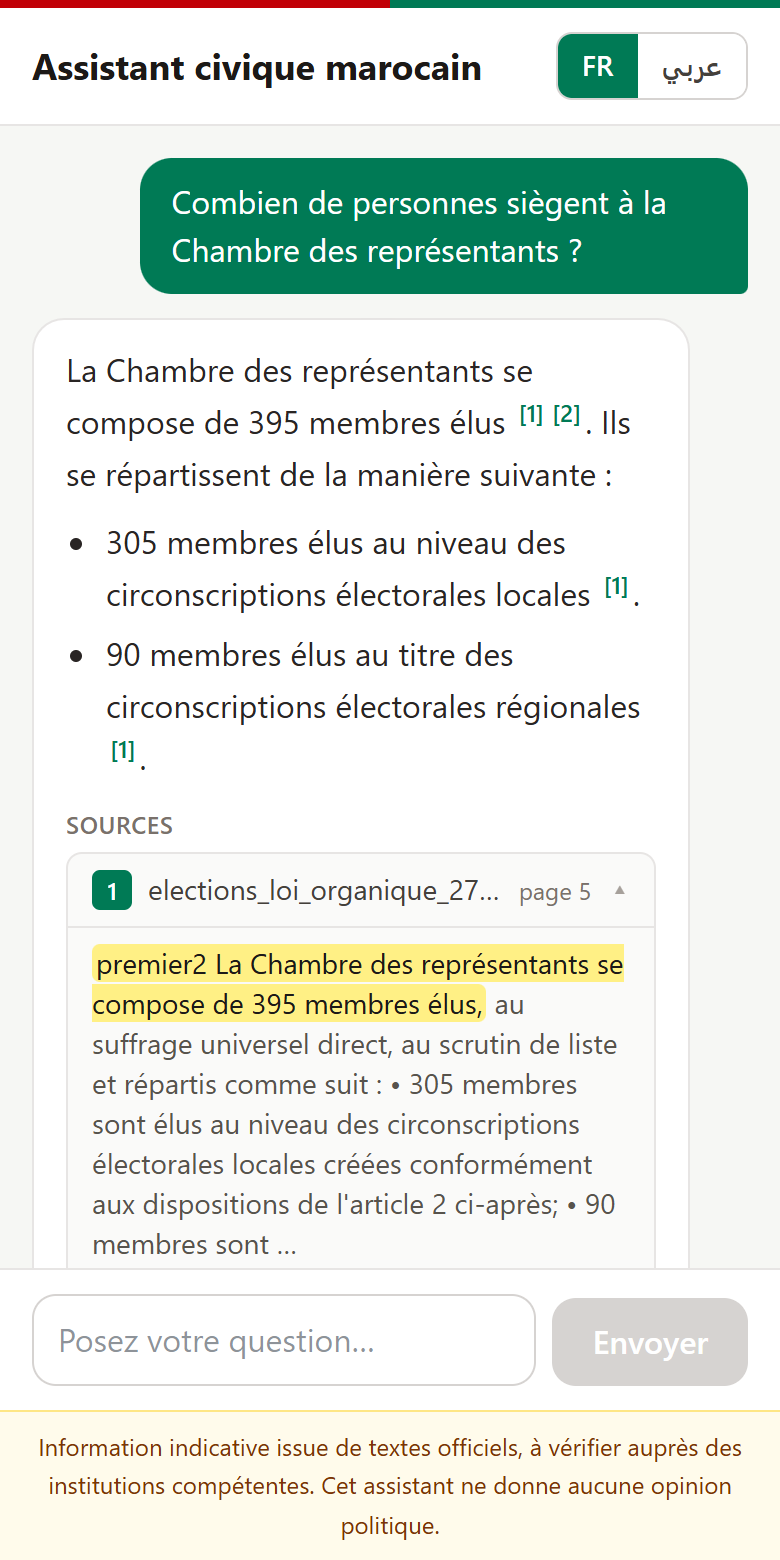 Assistant civique marocain
FR
عربي
Combien de personnes siègent à la
Chambre des représentants ?
La Chambre des représentants se
compose de 395 membres élus [1] [2]. Ils
se répartissent de la manière suivante :
• 305 membres élus au niveau des
circonscriptions électorales locales [1].
• 90 membres élus au titre des
circonscriptions électorales régionales
[1].
SOURCES
1 elections_loi_organique_27... page 5 ▲
premier2 La Chambre des représentants se
compose de 395 membres élus, au
suffrage universel direct, au scrutin de liste
et répartis comme suit : • 305 membres
sont élus au niveau des circonscriptions
électorales locales créées conformément
aux dispositions de l'article 2 ci-après; • 90
membres sont ...
Posez votre question...
Envoyer
Information indicative issue de textes officiels, à vérifier auprès des
institutions compétentes. Cet assistant ne donne aucune opinion
politique.